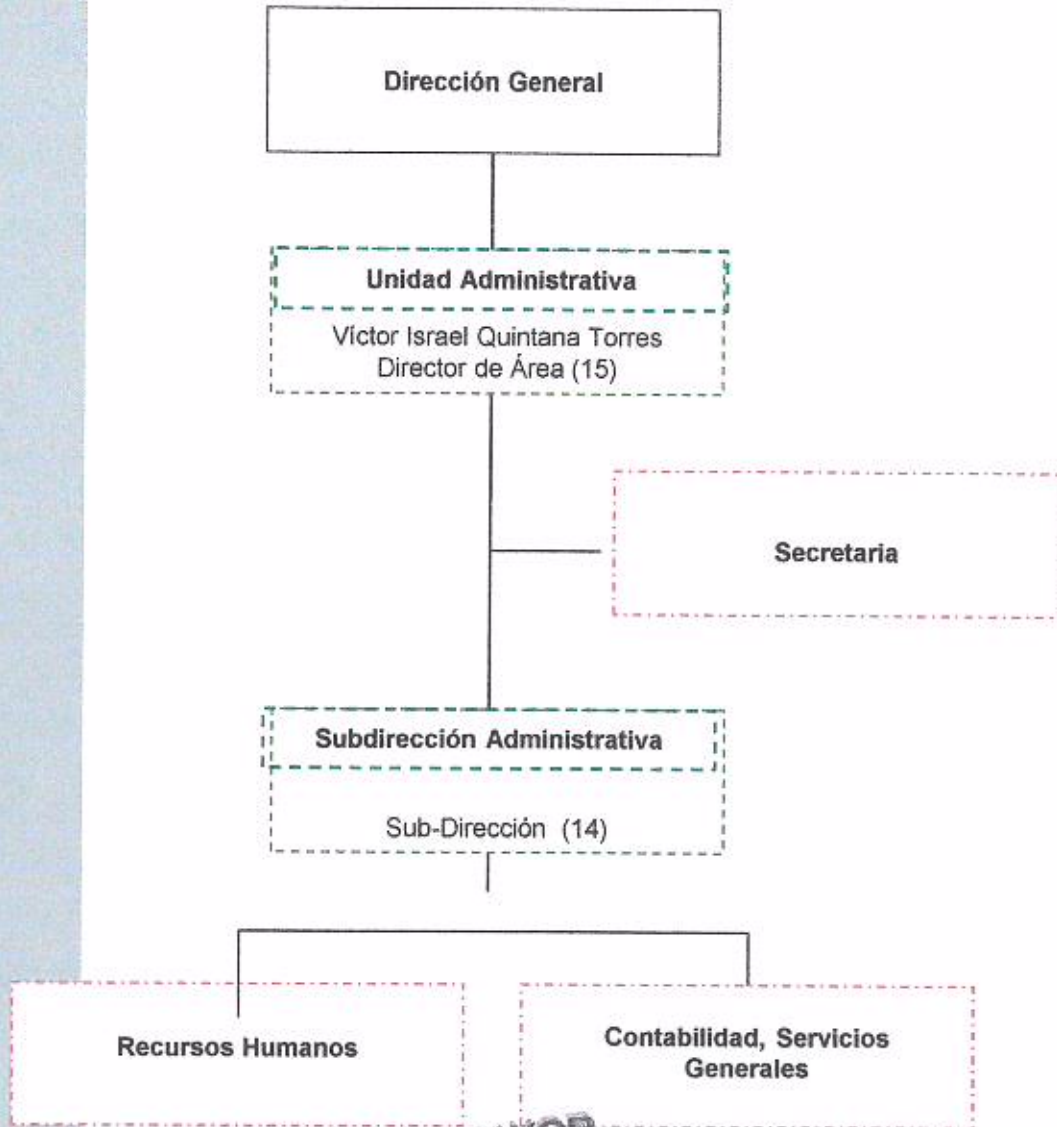 Dirección General
Unidad Administrativa
Víctor Israel Quintana Torres
Director de Área (15)
Secretaria
Subdirección Administrativa
Sub-Dirección (14)
Recursos Humanos
Contabilidad, Servicios
Generales